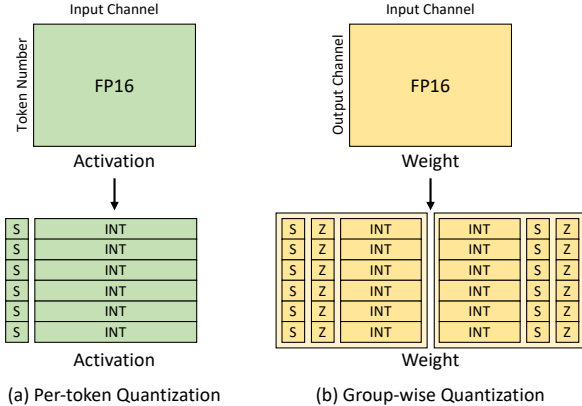 Input Channel
Token Number
FP16
Activation
S INT
S INT
S INT
S INT
S INT
S INT
Activation
(a) Per-token Quantization
Input Channel
Output Channel
FP16
Weight
S Z INT INT S Z
S Z INT INT S Z
S Z INT INT S Z
S Z INT INT S Z
S Z INT INT S Z
S Z INT INT S Z
Weight
(b) Group-wise Quantization